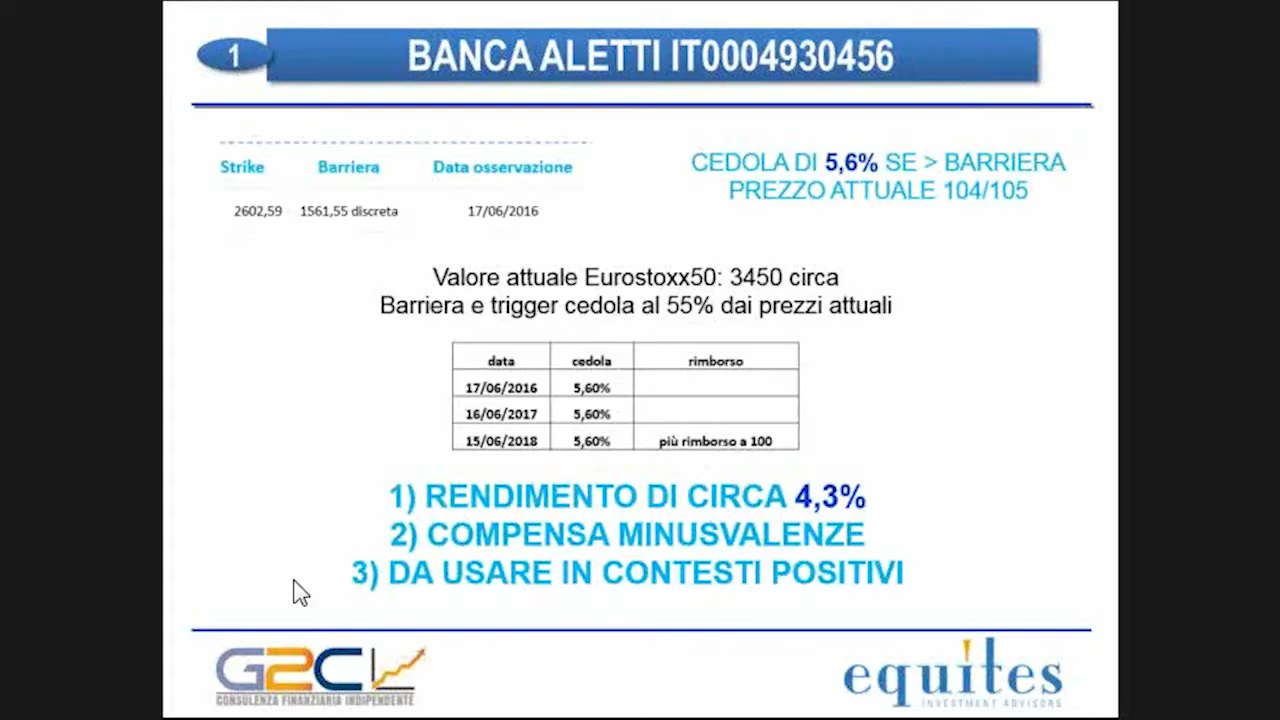 1
BANCA ALETTI IT0004930456
Strike Barriera Data osservazione
2602,59 1561,55 discreta 17/06/2016
CEDOLA DI 5,6% SE > BARRIERA
PREZZO ATTUALE 104/105
Valore attuale Eurostoxx50: 3450 circa
Barriera e trigger cedola al 55% dai prezzi attuali
data cedola rimborso
17/06/2016 5,60%
16/06/2017 5,60%
15/06/2018 5,60% più rimborso a 100
1) RENDIMENTO DI CIRCA 4,3%
2) COMPENSA MINUSVALENZE
3) DA USARE IN CONTESTI POSITIVI
G2C
CONSULENZA FINANZIARIA INDIPENDENTE
equites
INVESTMENT ADVISORS